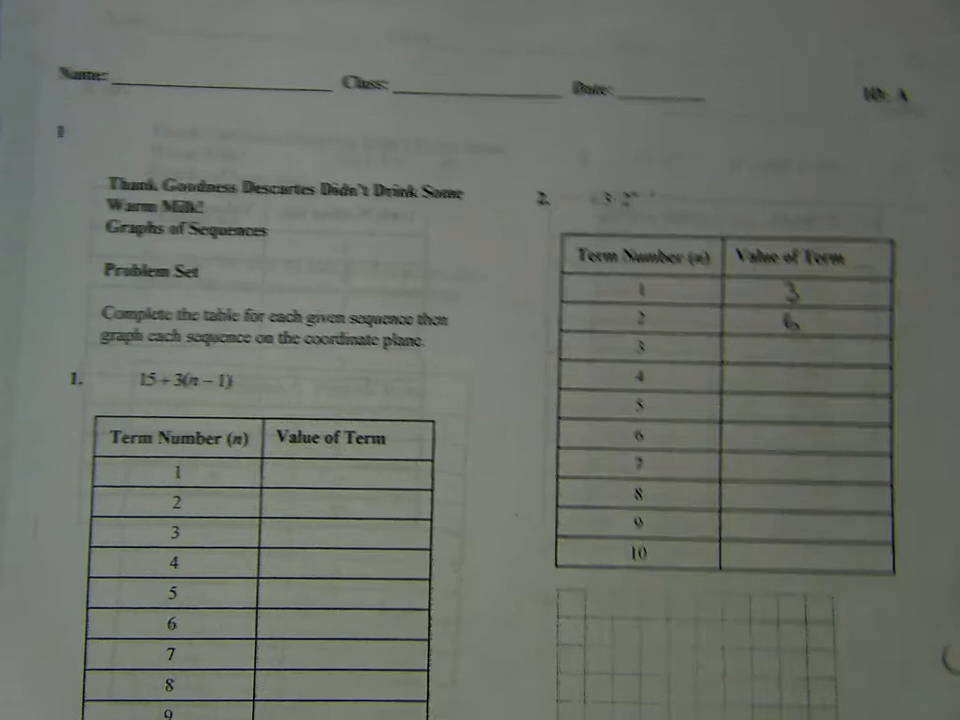 Name: Class: Date: ID: A
1
Thank Goodness Descartes Didn't Drink Some
Warm Milk!
Graphs of Sequences
Problem Set
Complete the table for each given sequence then
graph each sequence on the coordinate plane.
1. 15 + 3(n – 1)
Term Number (n) Value of Term
1
2
3
4
5
6
7
8
9
2.
Term Number (n) Value of Term
1 3
2 6
3
4
5
6
7
8
9
10